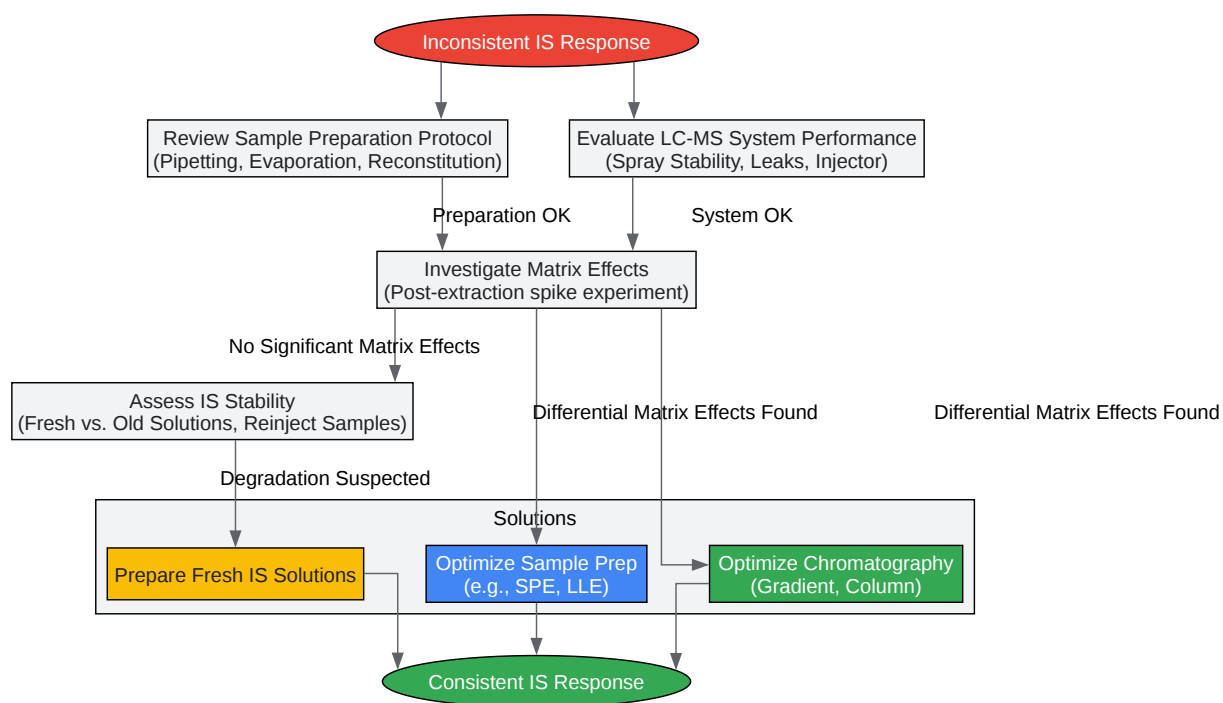 Inconsistent IS Response
Review Sample Preparation Protocol
(Pipetting, Evaporation, Reconstitution)
Evaluate LC-MS System Performance
(Spray Stability, Leaks, Injector)
Preparation OK
System OK
Investigate Matrix Effects
(Post-extraction spike experiment)
No Significant Matrix Effects
Assess IS Stability
(Fresh vs. Old Solutions, Reinject Samples)
Differential Matrix Effects Found
Differential Matrix Effects Found
Degradation Suspected
Solutions
Prepare Fresh IS Solutions
Optimize Sample Prep
(e.g., SPE, LLE)
Optimize Chromatography
(Gradient, Column)
Consistent IS Response